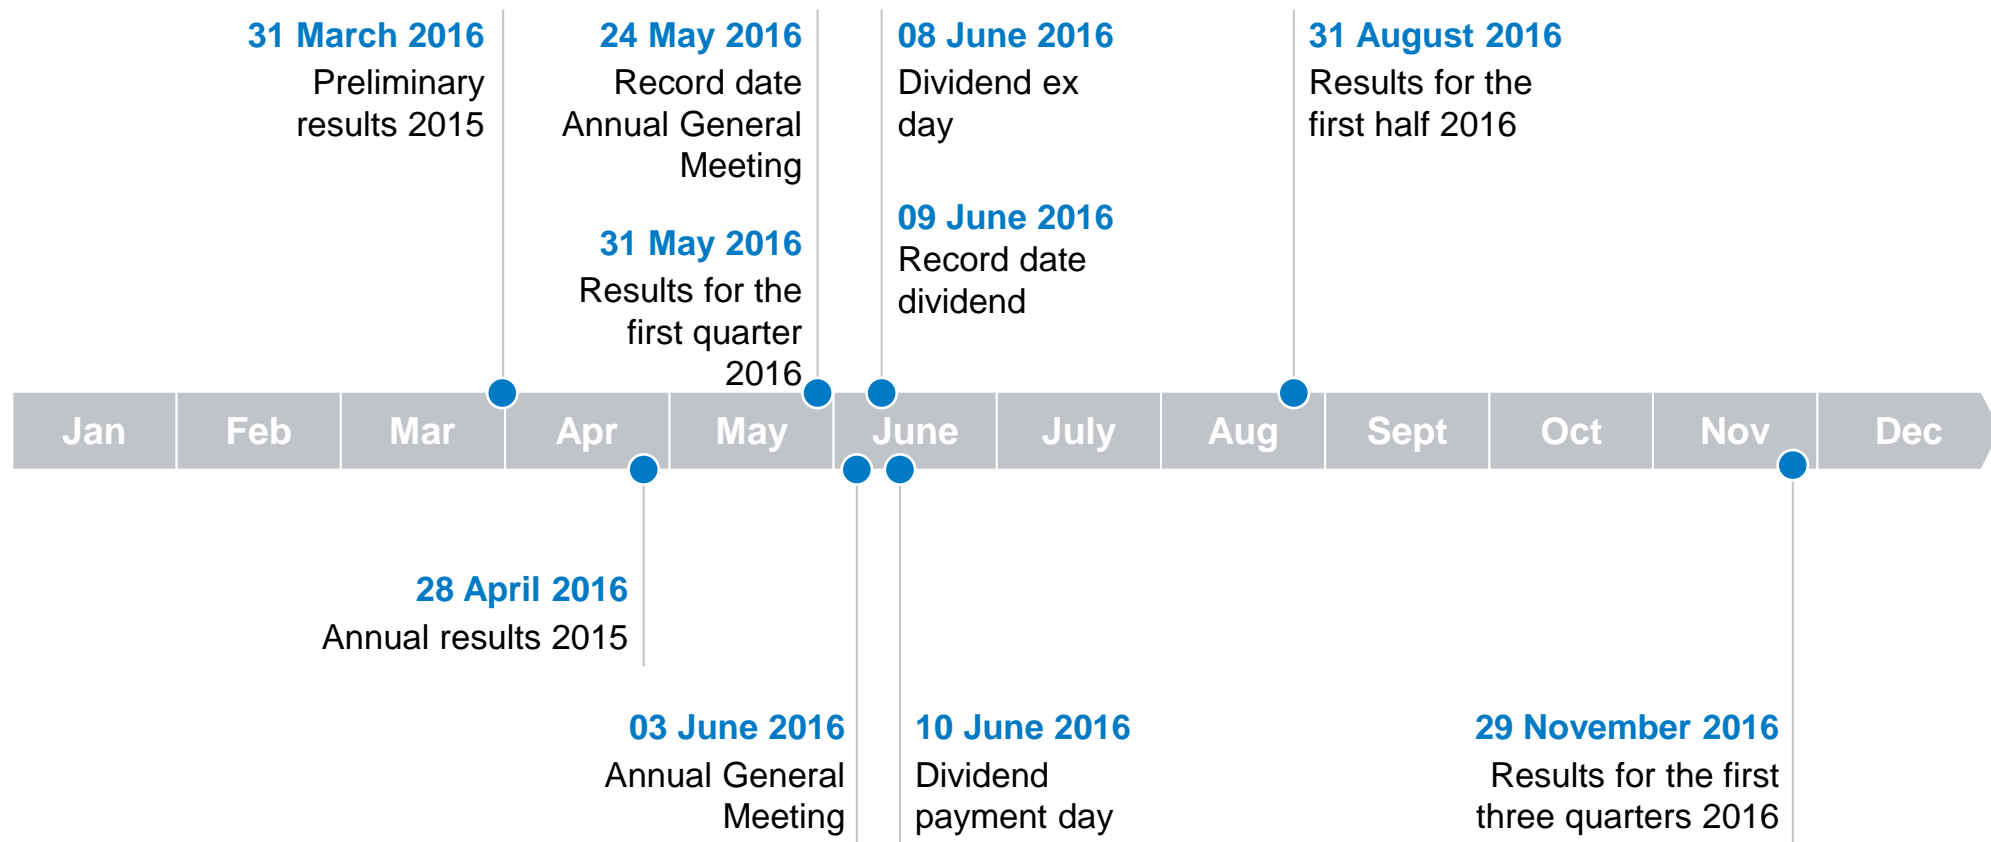 31 March 2016
Preliminary
results 2015
24 May 2016
Record date
Annual General
Meeting
31 May 2016
Results for the
first quarter
2016
08 June 2016
Dividend ex
day
09 June 2016
Record date
dividend
31 August 2016
Results for the
first half 2016
Jan Feb Mar Apr May June July Aug Sept Oct Nov Dec
28 April 2016
Annual results 2015
03 June 2016
Annual General
Meeting
10 June 2016
Dividend
payment day
29 November 2016
Results for the first
three quarters 2016